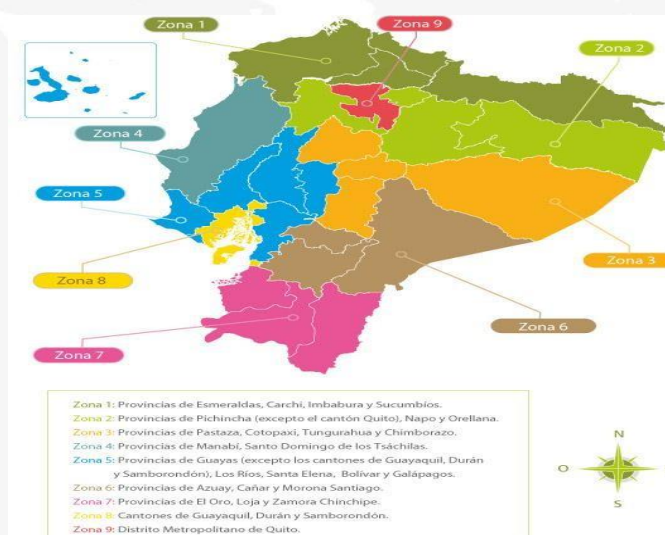 Zona 1
Zona 9
Zona 2
Zona 4
Zona 5
Zona 3
Zona 8
Zona 6
Zona 7
Zona 1: Provincias de Esmeraldas, Carchi, Imbabura y Sucumbíos.
Zona 2: Provincias de Pichincha (excepto el cantón Quito), Napo y Orellana.
Zona 3: Provincias de Pastaza, Cotopaxi, Tungurahua y Chimborazo.
Zona 4: Provincias de Manabí, Santo Domingo de los Tsáchilas.
Zona 5: Provincias de Guayas (excepto los cantones de Guayaquil, Durán
y Samborondón), Los Ríos, Santa Elena, Bolívar y Galápagos.
Zona 6: Provincias de Azuay, Cañar y Morona Santiago.
Zona 7: Provincias de El Oro, Loja y Zamora Chinchipe.
Zona 8: Cantones de Guayaquil, Durán y Samborondón.
Zona 9: Distrito Metropolitano de Quito.
N
O
S